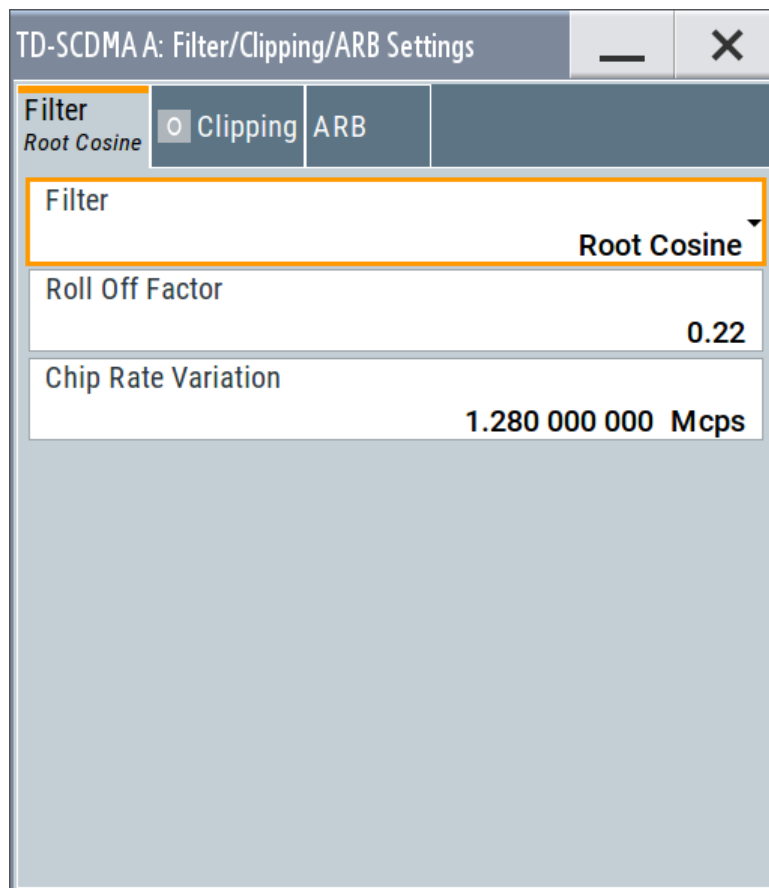 TD-SCDMA A: Filter/Clipping/ARB Settings
Filter
Root Cosine
O Clipping
ARB
Filter
Root Cosine
Roll Off Factor
0.22
Chip Rate Variation
1.280 000 000 Mcps